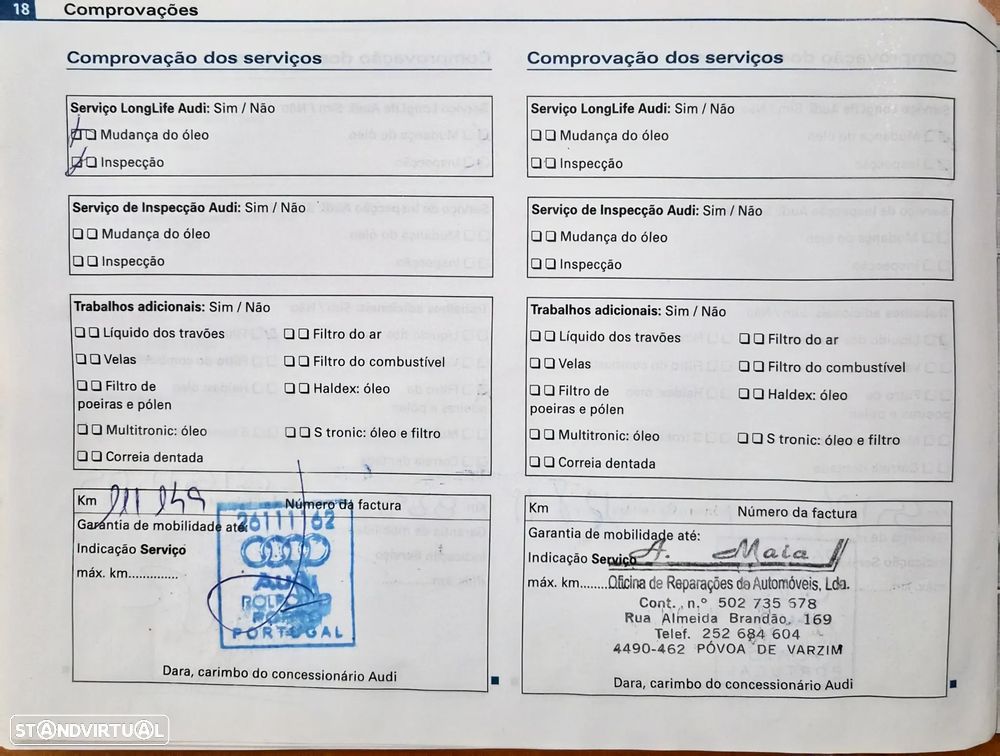 18 Comprovações
Comprovação dos serviços
Serviço LongLife Audi: Sim / Não
Mudança do óleo
Inspecção
Serviço de Inspecção Audi: Sim / Não
Mudança do óleo
Inspecção
Trabalhos adicionais: Sim / Não
Líquido dos travões
Filtro do ar
Velas
Filtro do combustível
Filtro de
poeiras e pólen
Haldex: óleo
Multitronic: óleo
S tronic: óleo e filtro
Correia dentada
Km 111 149
Número da factura
Garantia de mobilidade até:
Indicação Serviço
máx. km..............
26111 62
AUDI
PORTUGAL
Dara, carimbo do concessionário Audi
Comprovação dos serviços
Serviço LongLife Audi: Sim / Não
Mudança do óleo
Inspecção
Serviço de Inspecção Audi: Sim / Não
Mudança do óleo
Inspecção
Trabalhos adicionais: Sim / Não
Líquido dos travões
Filtro do ar
Velas
Filtro do combustível
Filtro de
poeiras e pólen
Haldex: óleo
Multitronic: óleo
S tronic: óleo e filtro
Correia dentada
Km
Número da factura
Garantia de mobilidade até:
Indicação Serviço
máx. km........
A. Maia
Oficina de Reparações de Automóveis, Lda.
Cont. n.º 502 735 678
Rua Almeida Brandão, 169
Telef. 252 684 604
4490-462 PÓVOA DE VARZIM
Dara, carimbo do concessionário Audi
STANDVIRTUAL